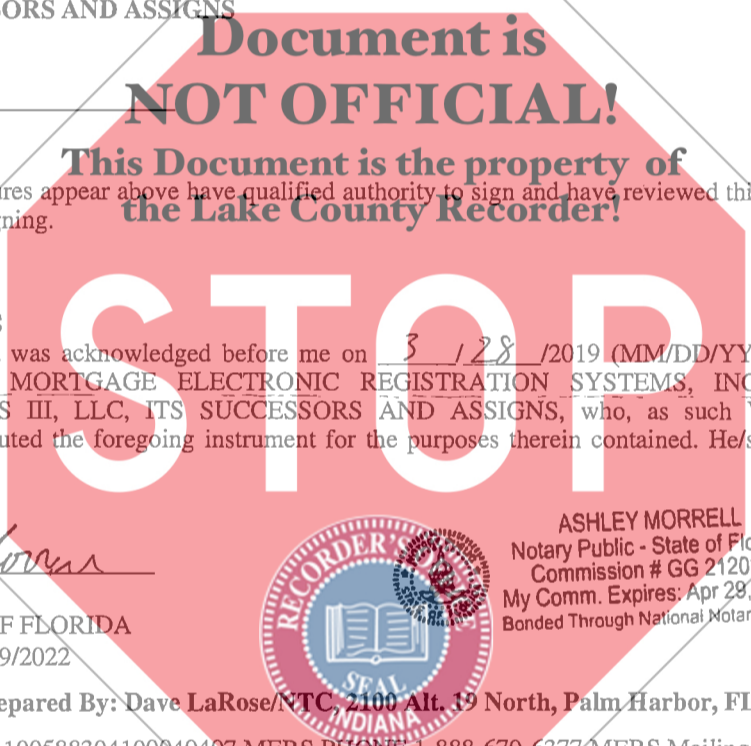 ORS AND ASSIGNS
Document is
NOT OFFICIAL!
This Document is the property of
ures appear above have qualified authority to sign and have reviewed thi
the Lake County Recorder!
ning.
STOP
was acknowledged before me on 3 / 28 /2019 (MM/DD/YY
MORTGAGE ELECTRONIC REGISTRATION SYSTEMS, INC
S III, LLC, ITS SUCCESSORS AND ASSIGNS, who, as such
uted the foregoing instrument for the purposes therein contained. He/s
ASHLEY MORRELL
Notary Public - State of Flo
Commission # GG 2120
My Comm. Expires: Apr 29,
Bonded Through National Notar
RECORDER'S OFFICE
SEAL
INDIANA
F FLORIDA
9/2022
epared By: Dave LaRose/NTC, 2100 Alt. 19 North, Palm Harbor, FL